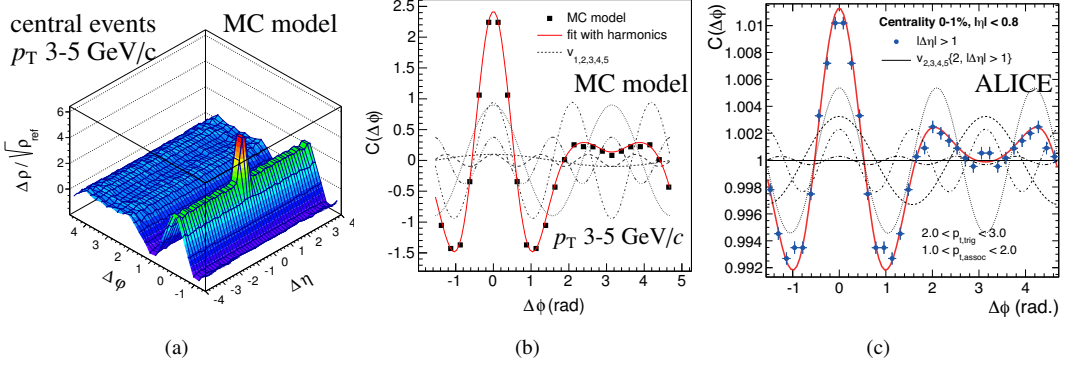 central events
MC model
p_T 3-5 GeV/c
Δρ / √ρ_ref
6
4
2
0
4
3
2
1
0
-1
Δφ
-4
-3
-2
-1
0
1
2
3
4
Δη
(a)
C(Δϕ)
2.5
2
1.5
1
0.5
0
-0.5
-1
-1.5
MC model
fit with harmonics
v_1,2,3,4,5
MC model
p_T 3-5 GeV/c
-1 0 1 2 3 4 5
Δϕ (rad)
(b)
C(Δϕ)
1.01
1.008
1.006
1.004
1.002
1
0.998
0.996
0.994
0.992
Centrality 0-1%, |η| < 0.8
|Δη| > 1
v_2,3,4,5{2, |Δη| > 1}
ALICE
2.0 < p_t,trig < 3.0
1.0 < p_t,assoc < 2.0
-1 0 1 2 3 4
Δϕ (rad.)
(c)